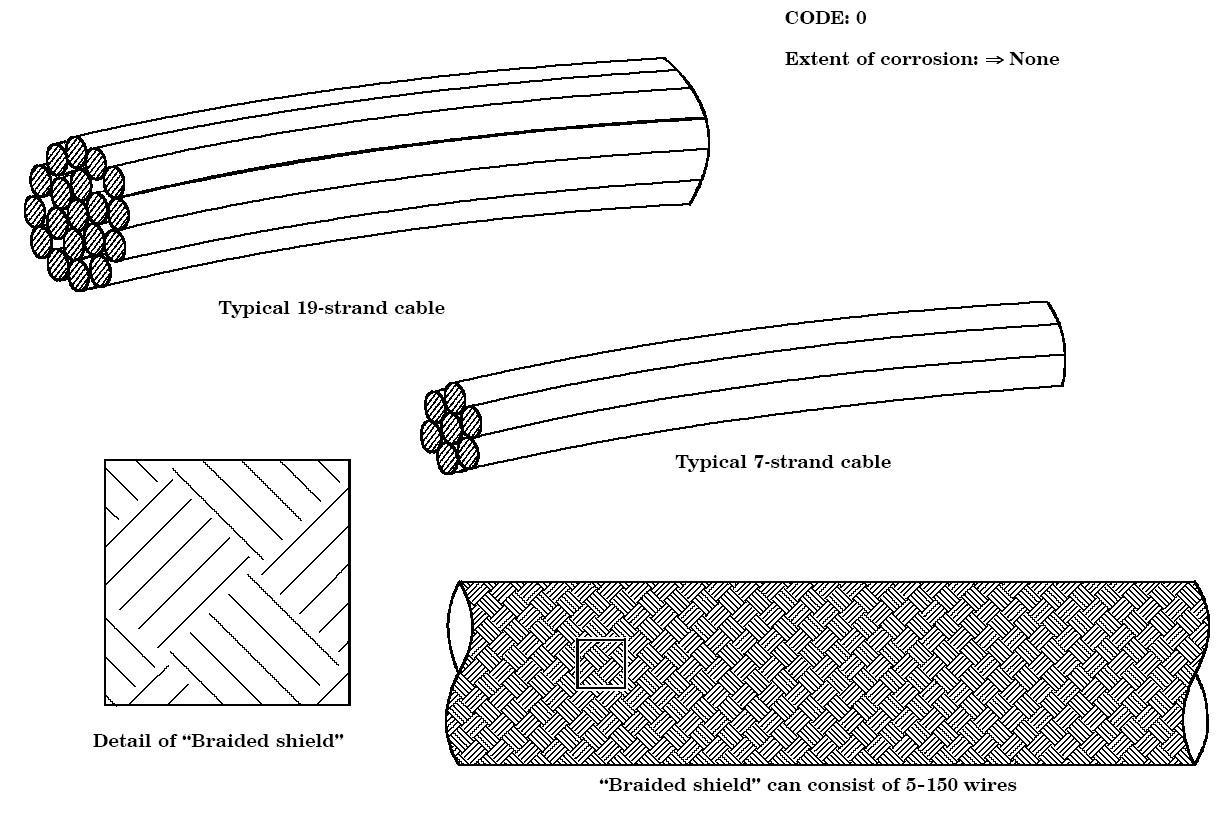 CODE: 0
Extent of corrosion: ⇒ None
Typical 19-strand cable
Typical 7-strand cable
Detail of “Braided shield”
“Braided shield” can consist of 5-150 wires